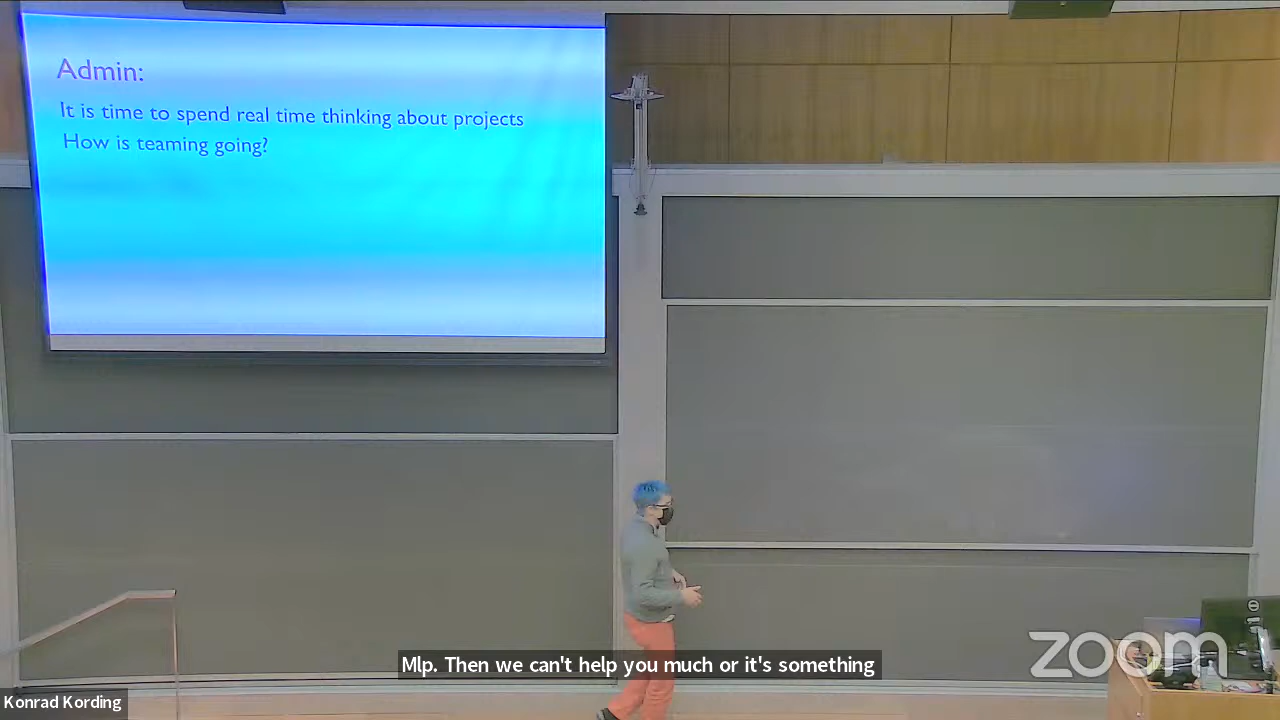 Admin:
It is time to spend real time thinking about projects
How is teaming going?
Mlp. Then we can't help you much or it's something
zoom
Konrad Kording